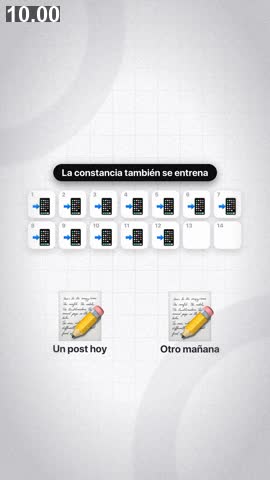 10.00
La constancia también se entrena
1 2 3 4 5 6 7
8 9 10 11 12 13 14
Un post hoy
Otro mañana